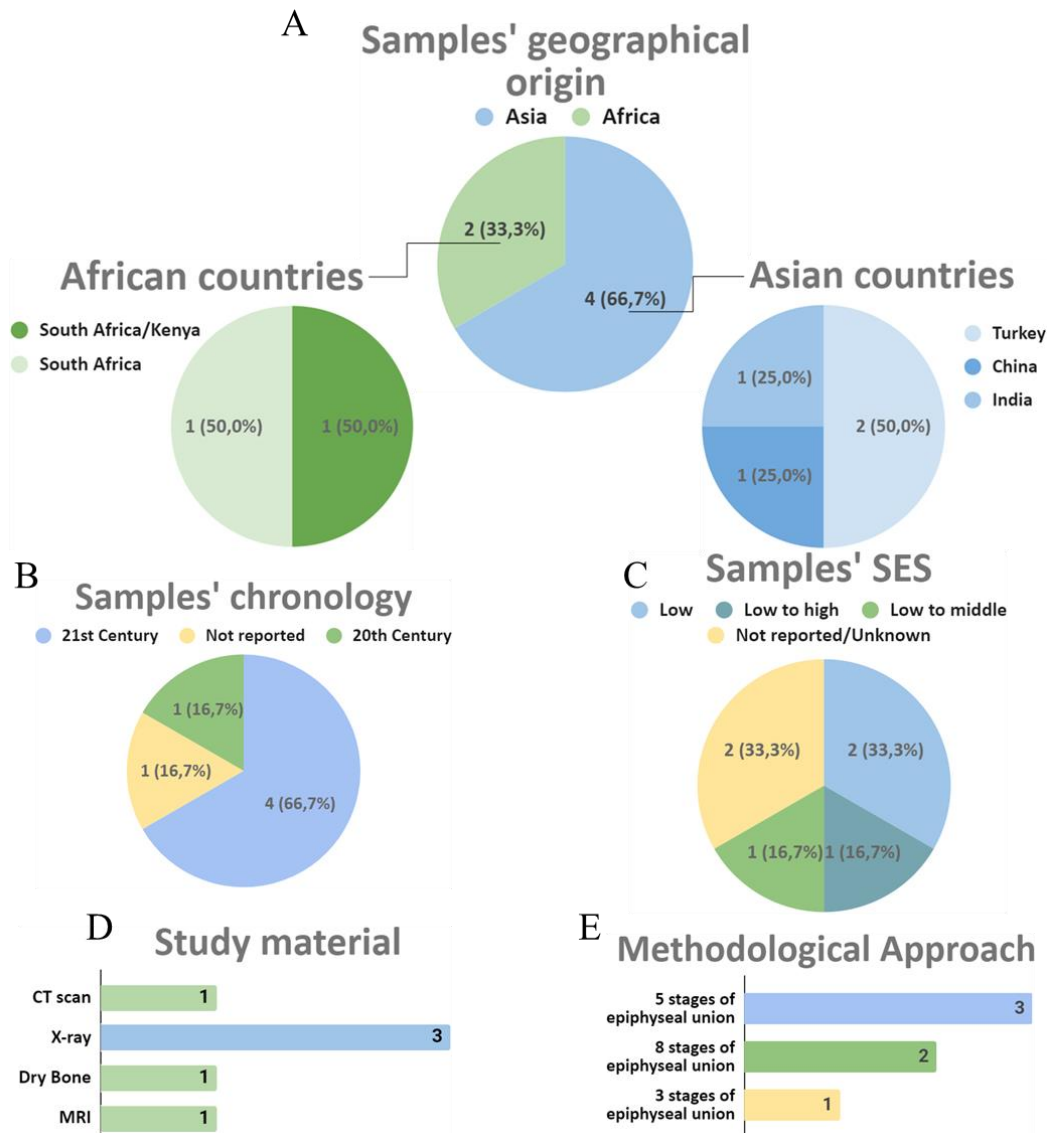 A
Samples' geographical
origin
Asia
Africa
2 (33,3%)
4 (66,7%)
African countries
South Africa/Kenya
South Africa
1 (50,0%)
1 (50,0%)
Asian countries
Turkey
China
India
1 (25,0%)
2 (50,0%)
1 (25,0%)
B
Samples' chronology
21st Century
Not reported
20th Century
1 (16,7%)
1 (16,7%)
4 (66,7%)
C
Samples' SES
Low
Low to high
Low to middle
Not reported/Unknown
2 (33,3%)
2 (33,3%)
1 (16,7%)
1 (16,7%)
D
Study material
CT scan
1
X-ray
3
Dry Bone
1
MRI
1
E
Methodological Approach
5 stages of
epiphyseal union
3
8 stages of
epiphyseal union
2
3 stages of
epiphyseal union
1